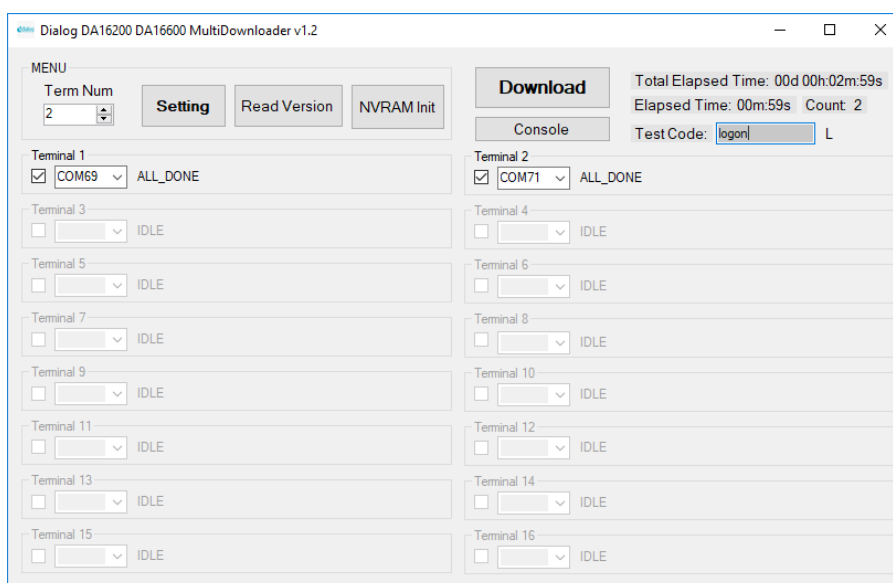 Dialog DA16200 DA16600 MultiDownloader v1.2
MENU
Term Num
2
Setting
Read Version
NVRAM Init
Download
Console
Total Elapsed Time: 00d 00h:02m:59s
Elapsed Time: 00m:59s Count: 2
Test Code: logon L
Terminal 1
COM69 ALL_DONE
Terminal 2
COM71 ALL_DONE
Terminal 3
IDLE
Terminal 4
IDLE
Terminal 5
IDLE
Terminal 6
IDLE
Terminal 7
IDLE
Terminal 8
IDLE
Terminal 9
IDLE
Terminal 10
IDLE
Terminal 11
IDLE
Terminal 12
IDLE
Terminal 13
IDLE
Terminal 14
IDLE
Terminal 15
IDLE
Terminal 16
IDLE